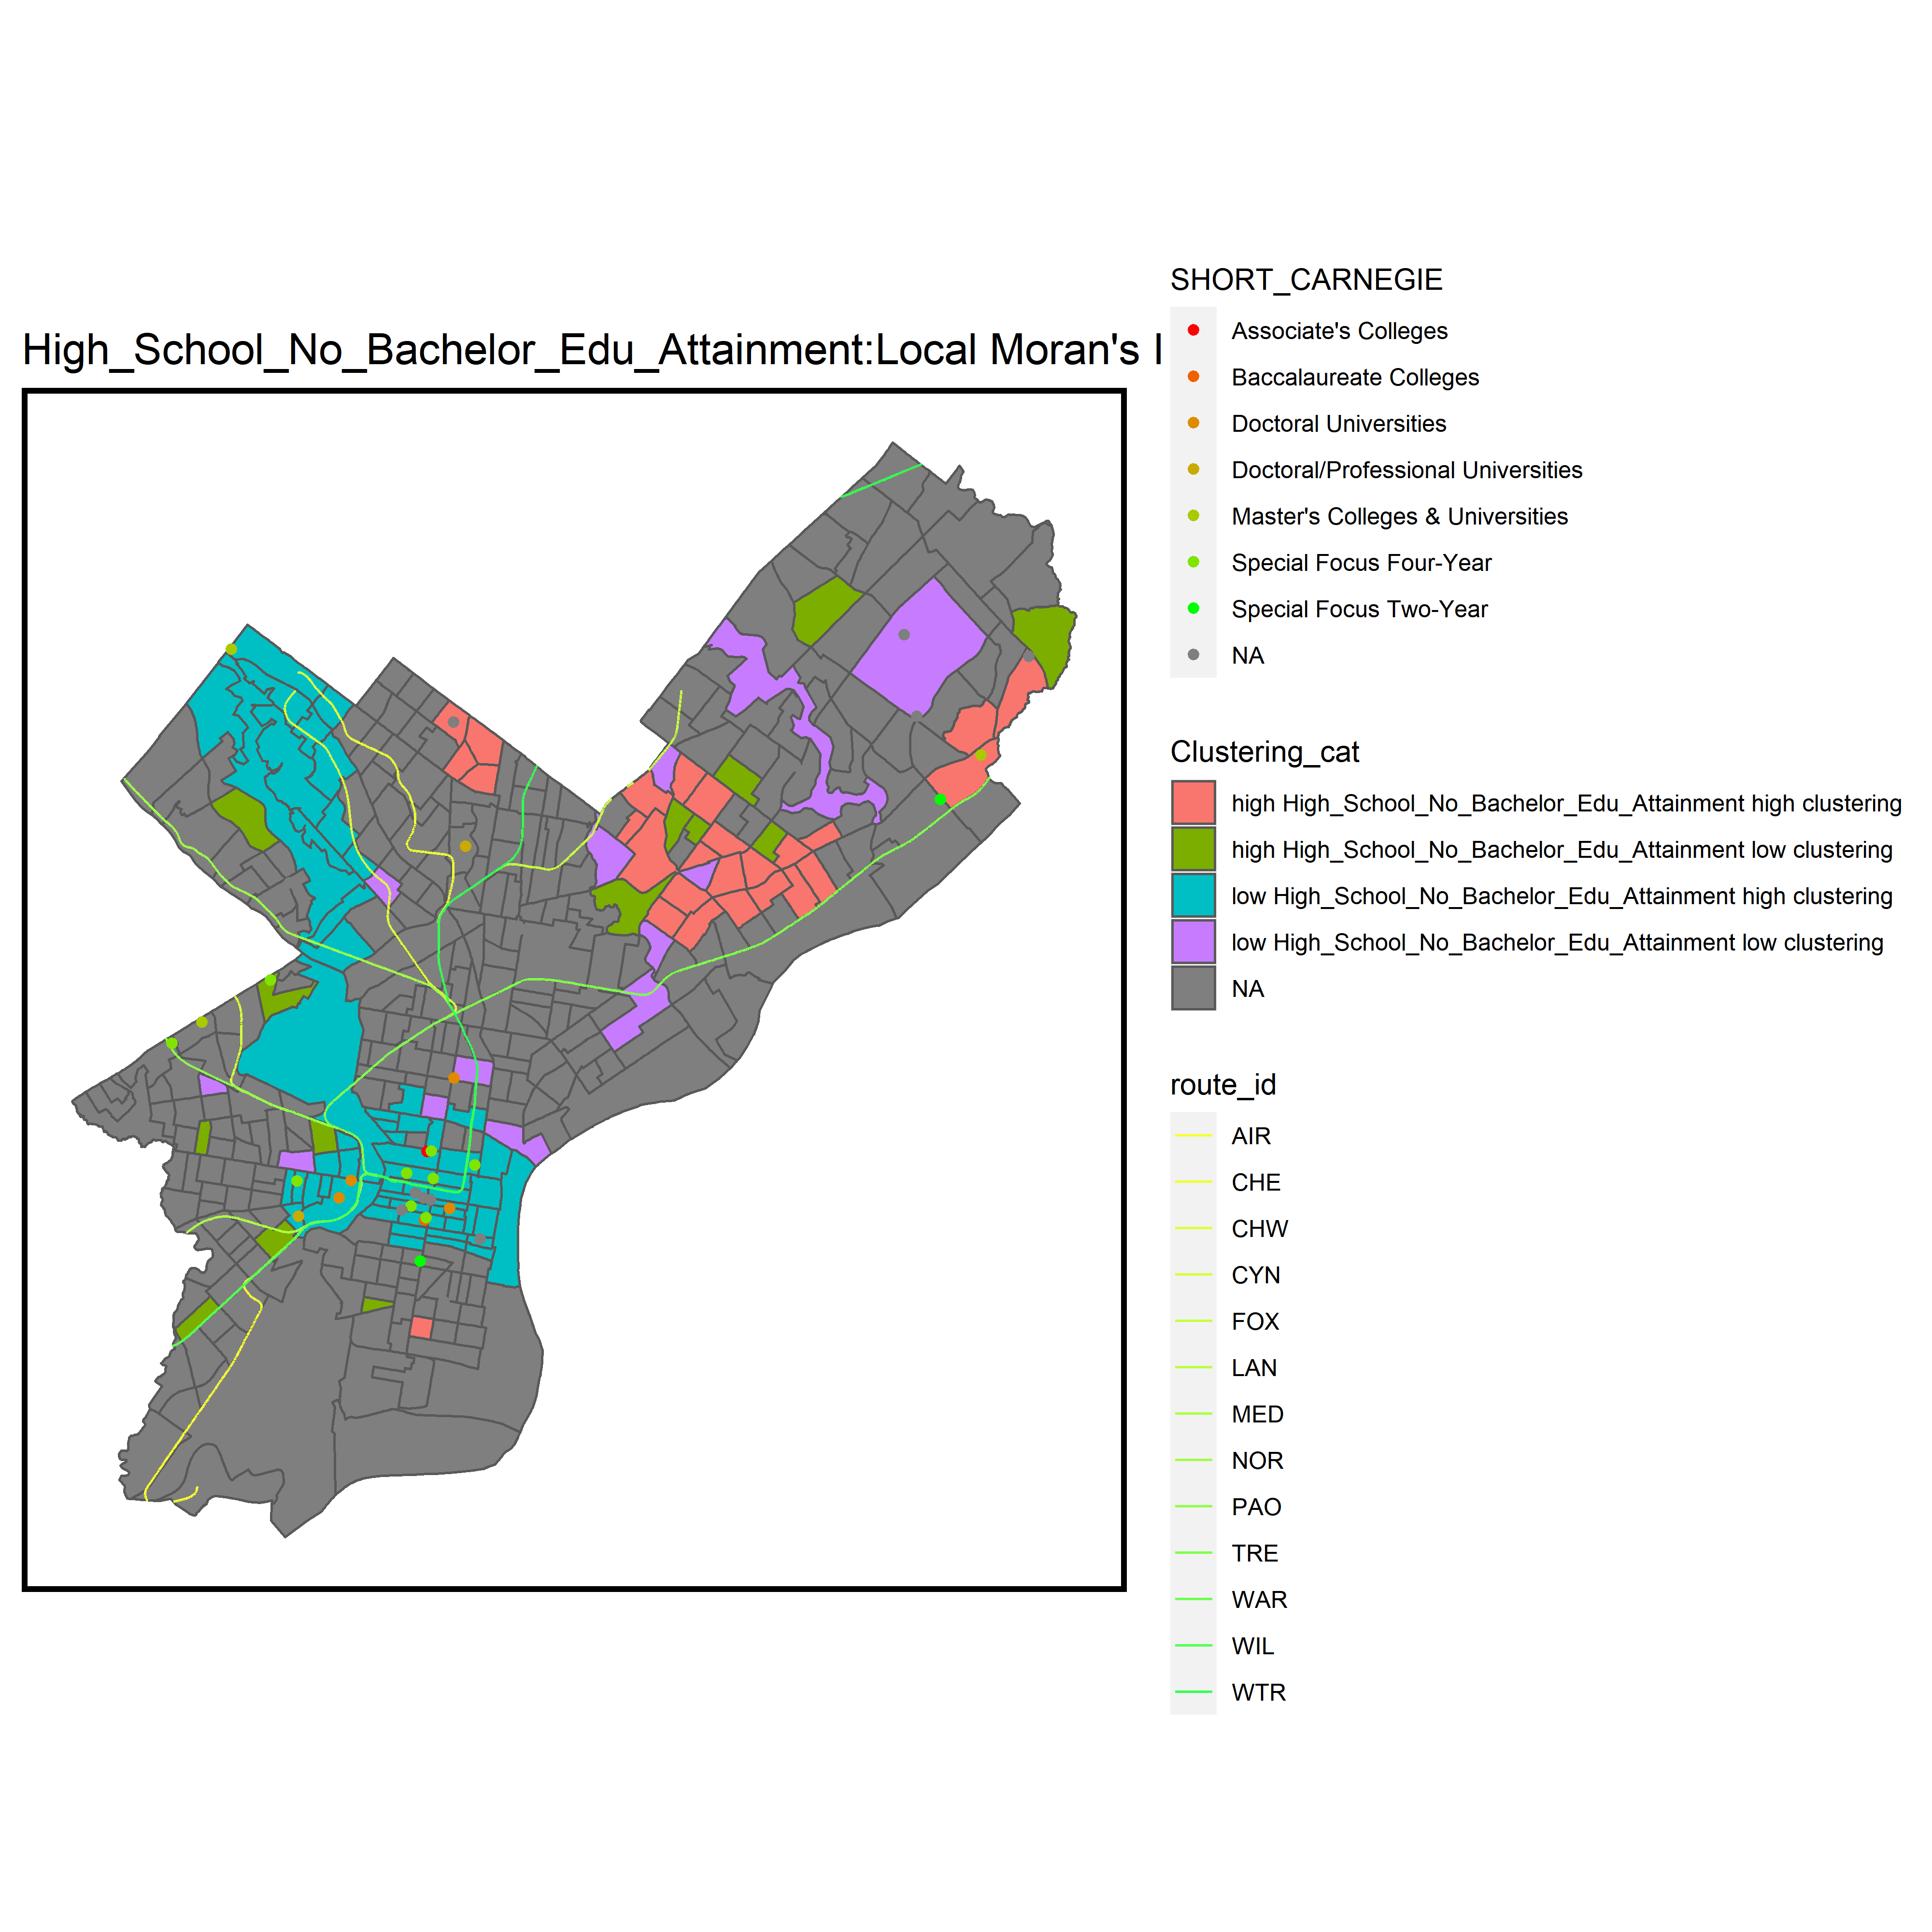 High_School_No_Bachelor_Edu_Attainment:Local Moran's I
SHORT_CARNEGIE
Associate's Colleges
Baccalaureate Colleges
Doctoral Universities
Doctoral/Professional Universities
Master's Colleges & Universities
Special Focus Four-Year
Special Focus Two-Year
NA
Clustering_cat
high High_School_No_Bachelor_Edu_Attainment high clustering
high High_School_No_Bachelor_Edu_Attainment low clustering
low High_School_No_Bachelor_Edu_Attainment high clustering
low High_School_No_Bachelor_Edu_Attainment low clustering
NA
route_id
AIR
CHE
CHW
CYN
FOX
LAN
MED
NOR
PAO
TRE
WAR
WIL
WTR